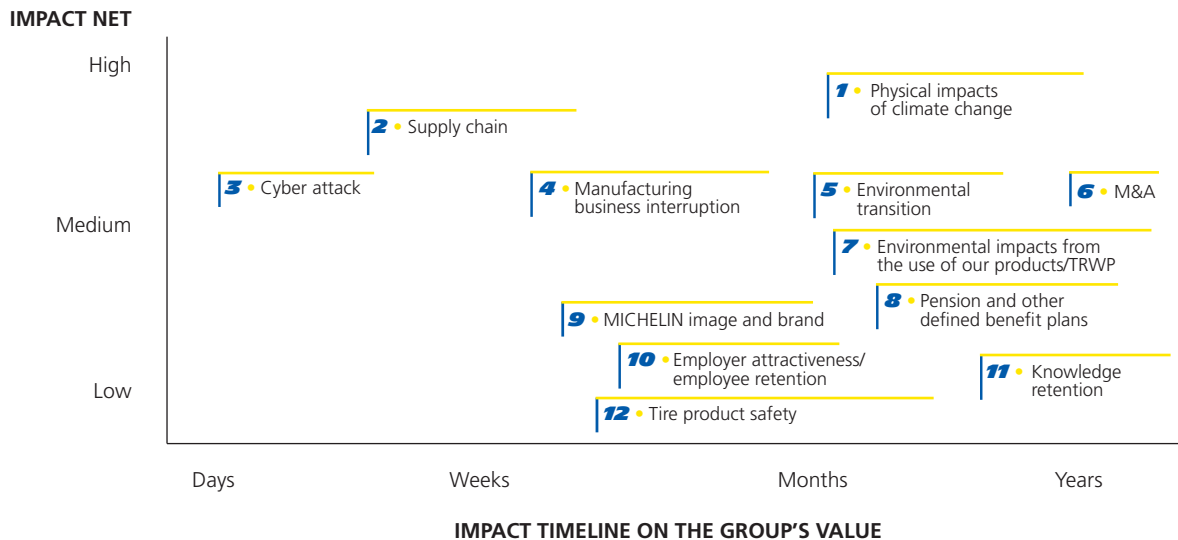 IMPACT NET
High
1 • Physical impacts
of climate change
2 • Supply chain
3 • Cyber attack
4 • Manufacturing
business interruption
5 • Environmental
transition
6 • M&A
Medium
7 • Environmental impacts from
the use of our products/TRWP
8 • Pension and other
defined benefit plans
9 • MICHELIN image and brand
10 • Employer attractiveness/
employee retention
11 • Knowledge
retention
Low
12 • Tire product safety
Days
Weeks
Months
Years
IMPACT TIMELINE ON THE GROUP'S VALUE